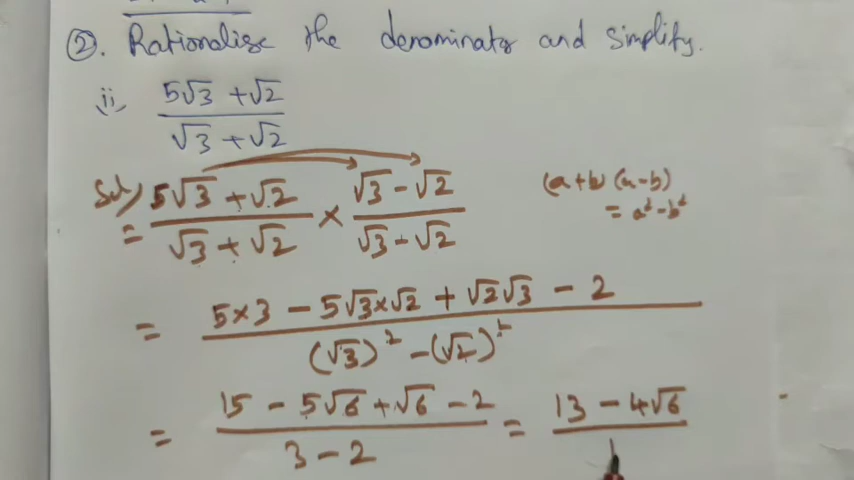 ②. Rationalise the denominator and simplify.
ii, (5√3 + √2)/(√3 + √2)
Sol) (5√3 + √2)/(√3 + √2) × (√3 - √2)/(√3 - √2)
=
(a+b) (a-b)
= a² - b²
= (5×3 - 5√3×√2 + √2√3 - 2)/((√3)² - (√2)²)
= (15 - 5√6 + √6 - 2)/(3 - 2) = (13 - 4√6)/1